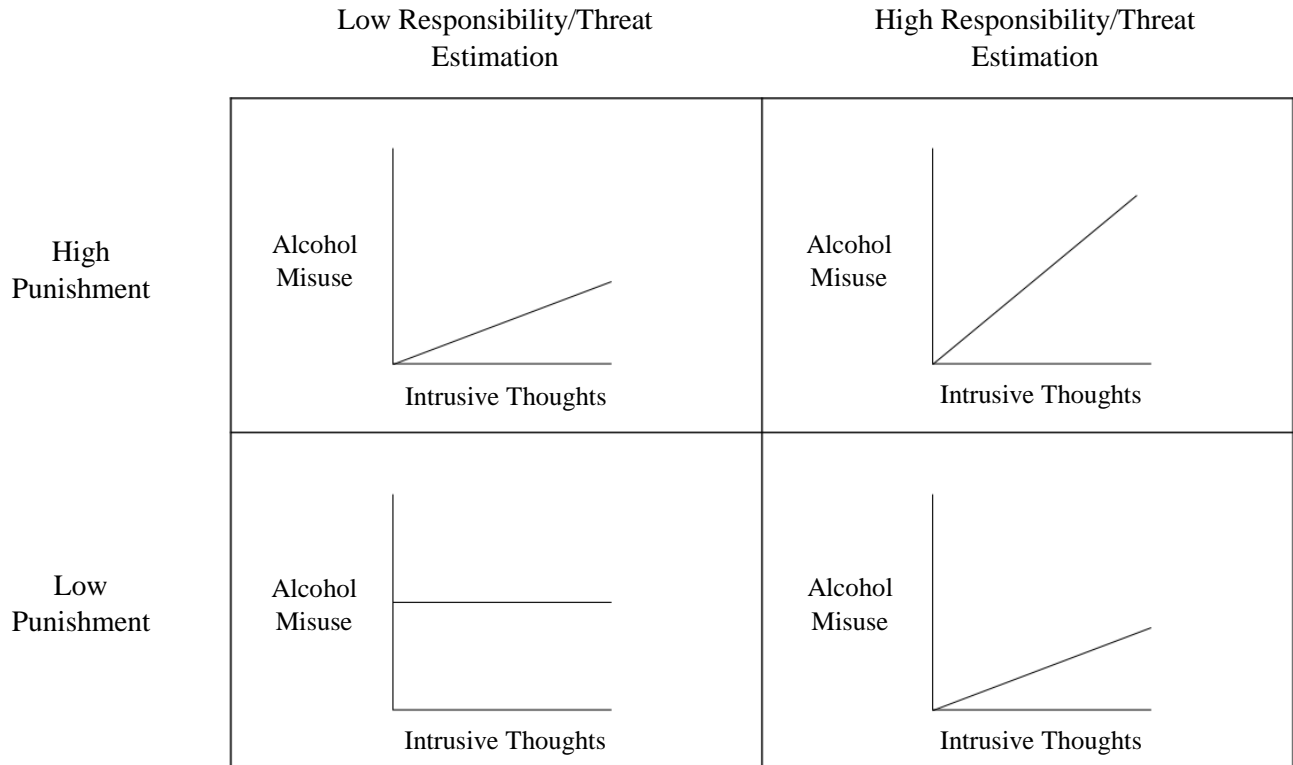 Low Responsibility/Threat
Estimation
High Responsibility/Threat
Estimation
High
Punishment
Alcohol
Misuse
Intrusive Thoughts
Alcohol
Misuse
Intrusive Thoughts
Low
Punishment
Alcohol
Misuse
Intrusive Thoughts
Alcohol
Misuse
Intrusive Thoughts